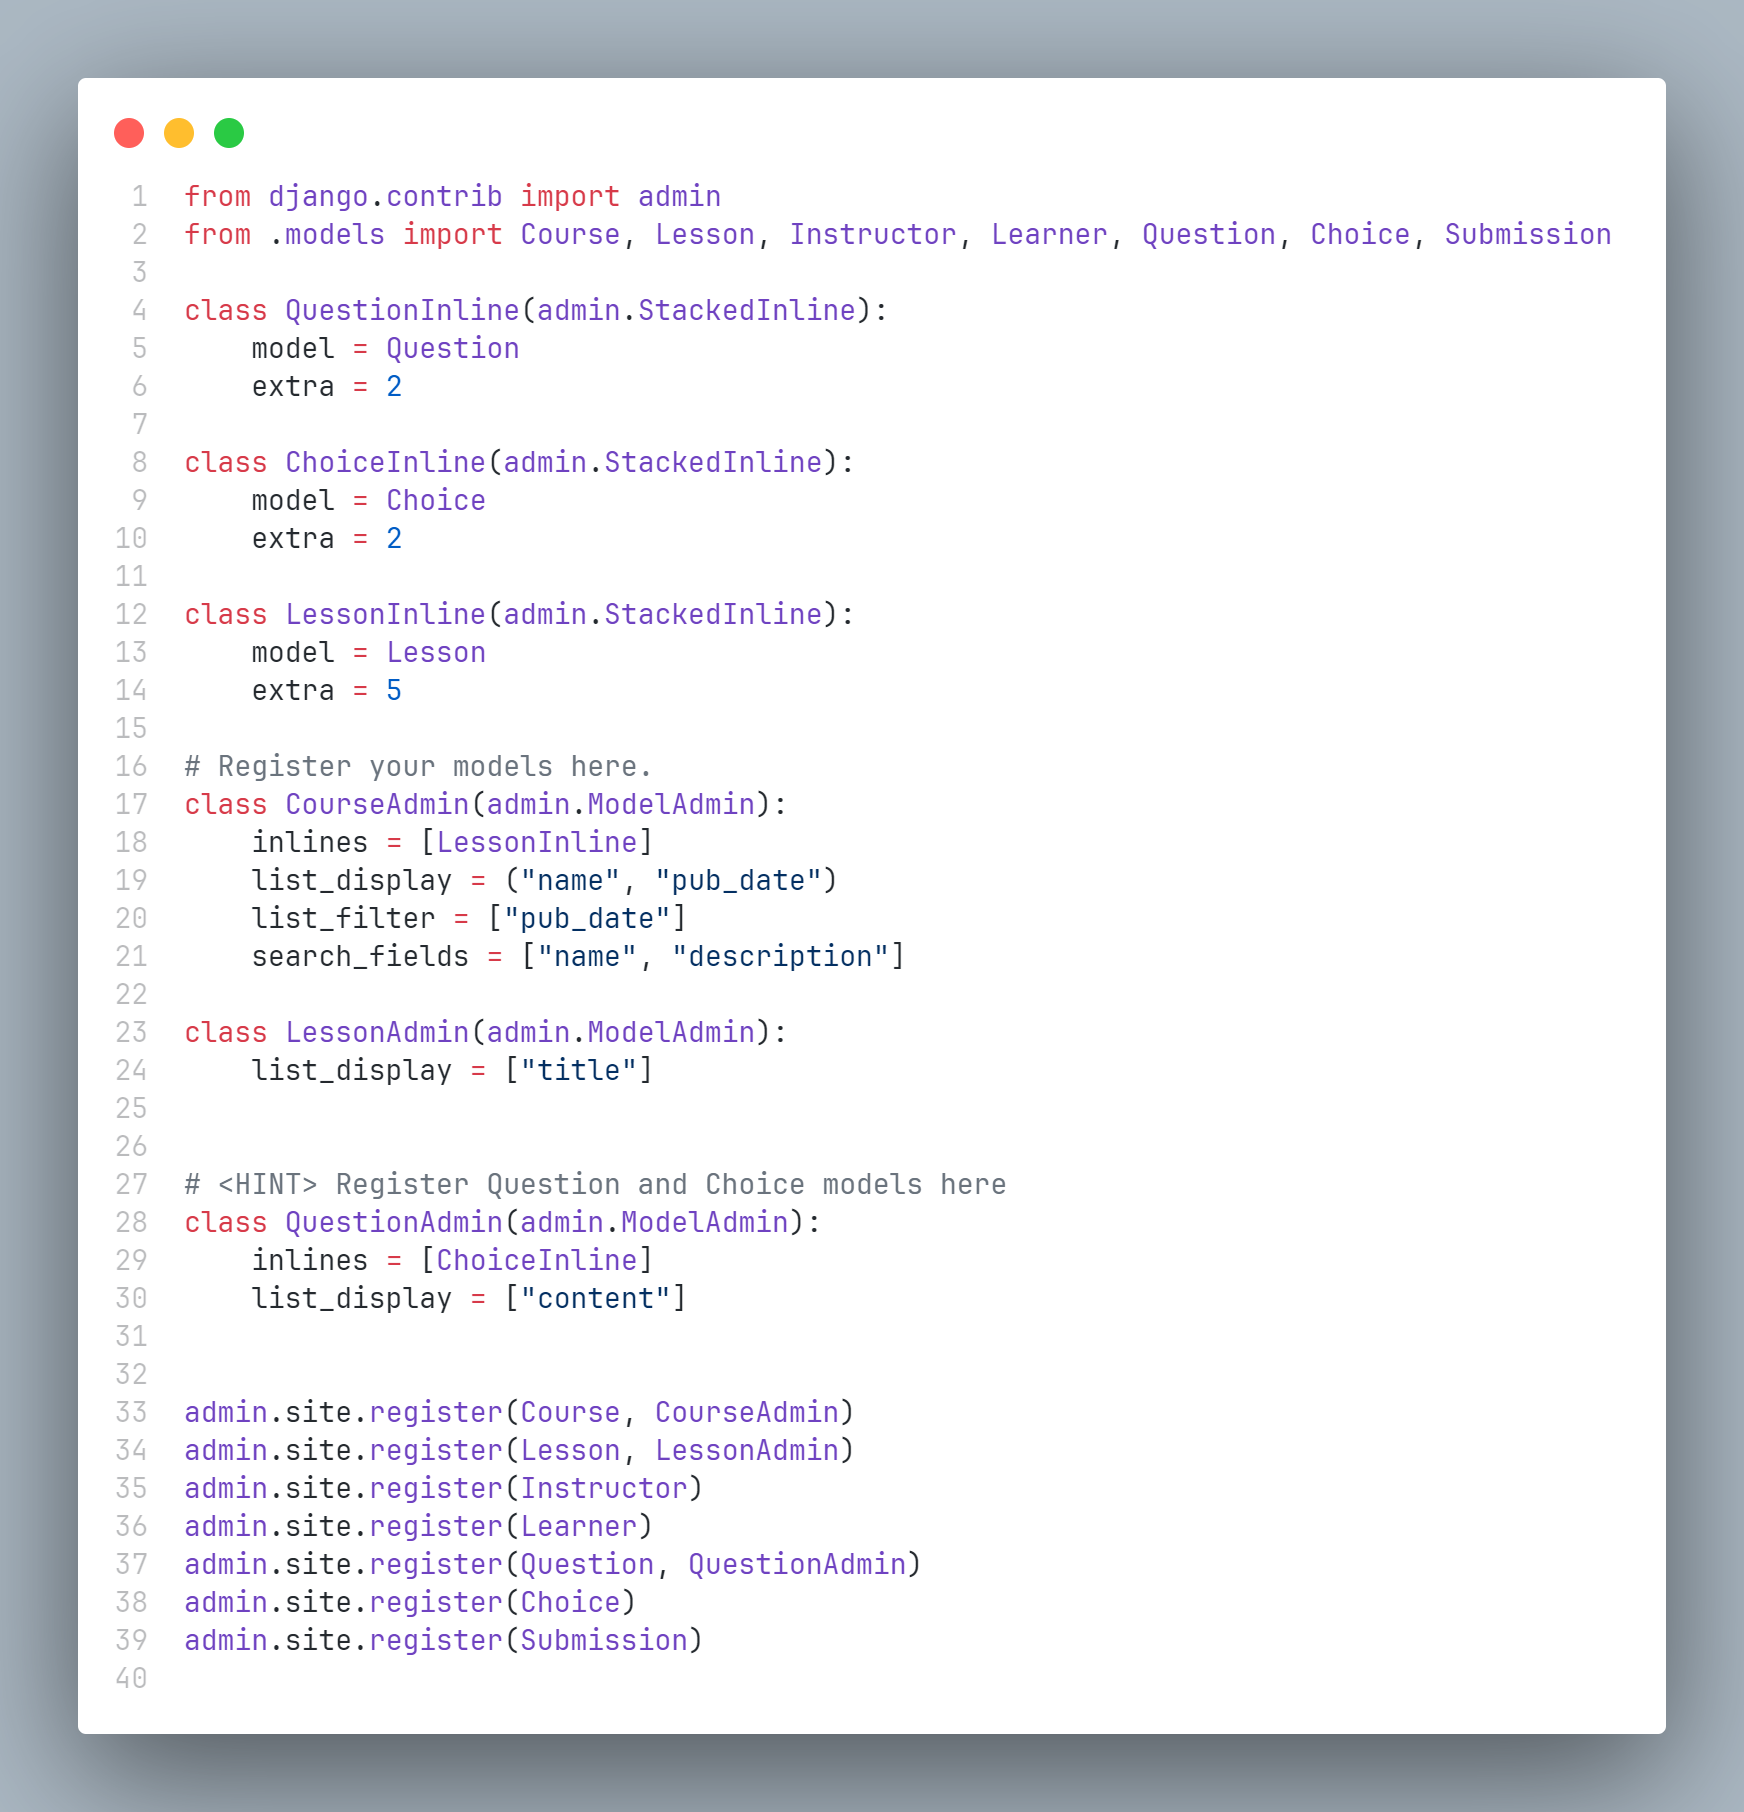 1 from django.contrib import admin
2 from .models import Course, Lesson, Instructor, Learner, Question, Choice, Submission
3
4 class QuestionInline(admin.StackedInline):
5     model = Question
6     extra = 2
7
8 class ChoiceInline(admin.StackedInline):
9     model = Choice
10     extra = 2
11
12 class LessonInline(admin.StackedInline):
13     model = Lesson
14     extra = 5
15
16 # Register your models here.
17 class CourseAdmin(admin.ModelAdmin):
18     inlines = [LessonInline]
19     list_display = ("name", "pub_date")
20     list_filter = ["pub_date"]
21     search_fields = ["name", "description"]
22
23 class LessonAdmin(admin.ModelAdmin):
24     list_display = ["title"]
25
26
27 # <HINT> Register Question and Choice models here
28 class QuestionAdmin(admin.ModelAdmin):
29     inlines = [ChoiceInline]
30     list_display = ["content"]
31
32
33 admin.site.register(Course, CourseAdmin)
34 admin.site.register(Lesson, LessonAdmin)
35 admin.site.register(Instructor)
36 admin.site.register(Learner)
37 admin.site.register(Question, QuestionAdmin)
38 admin.site.register(Choice)
39 admin.site.register(Submission)
40